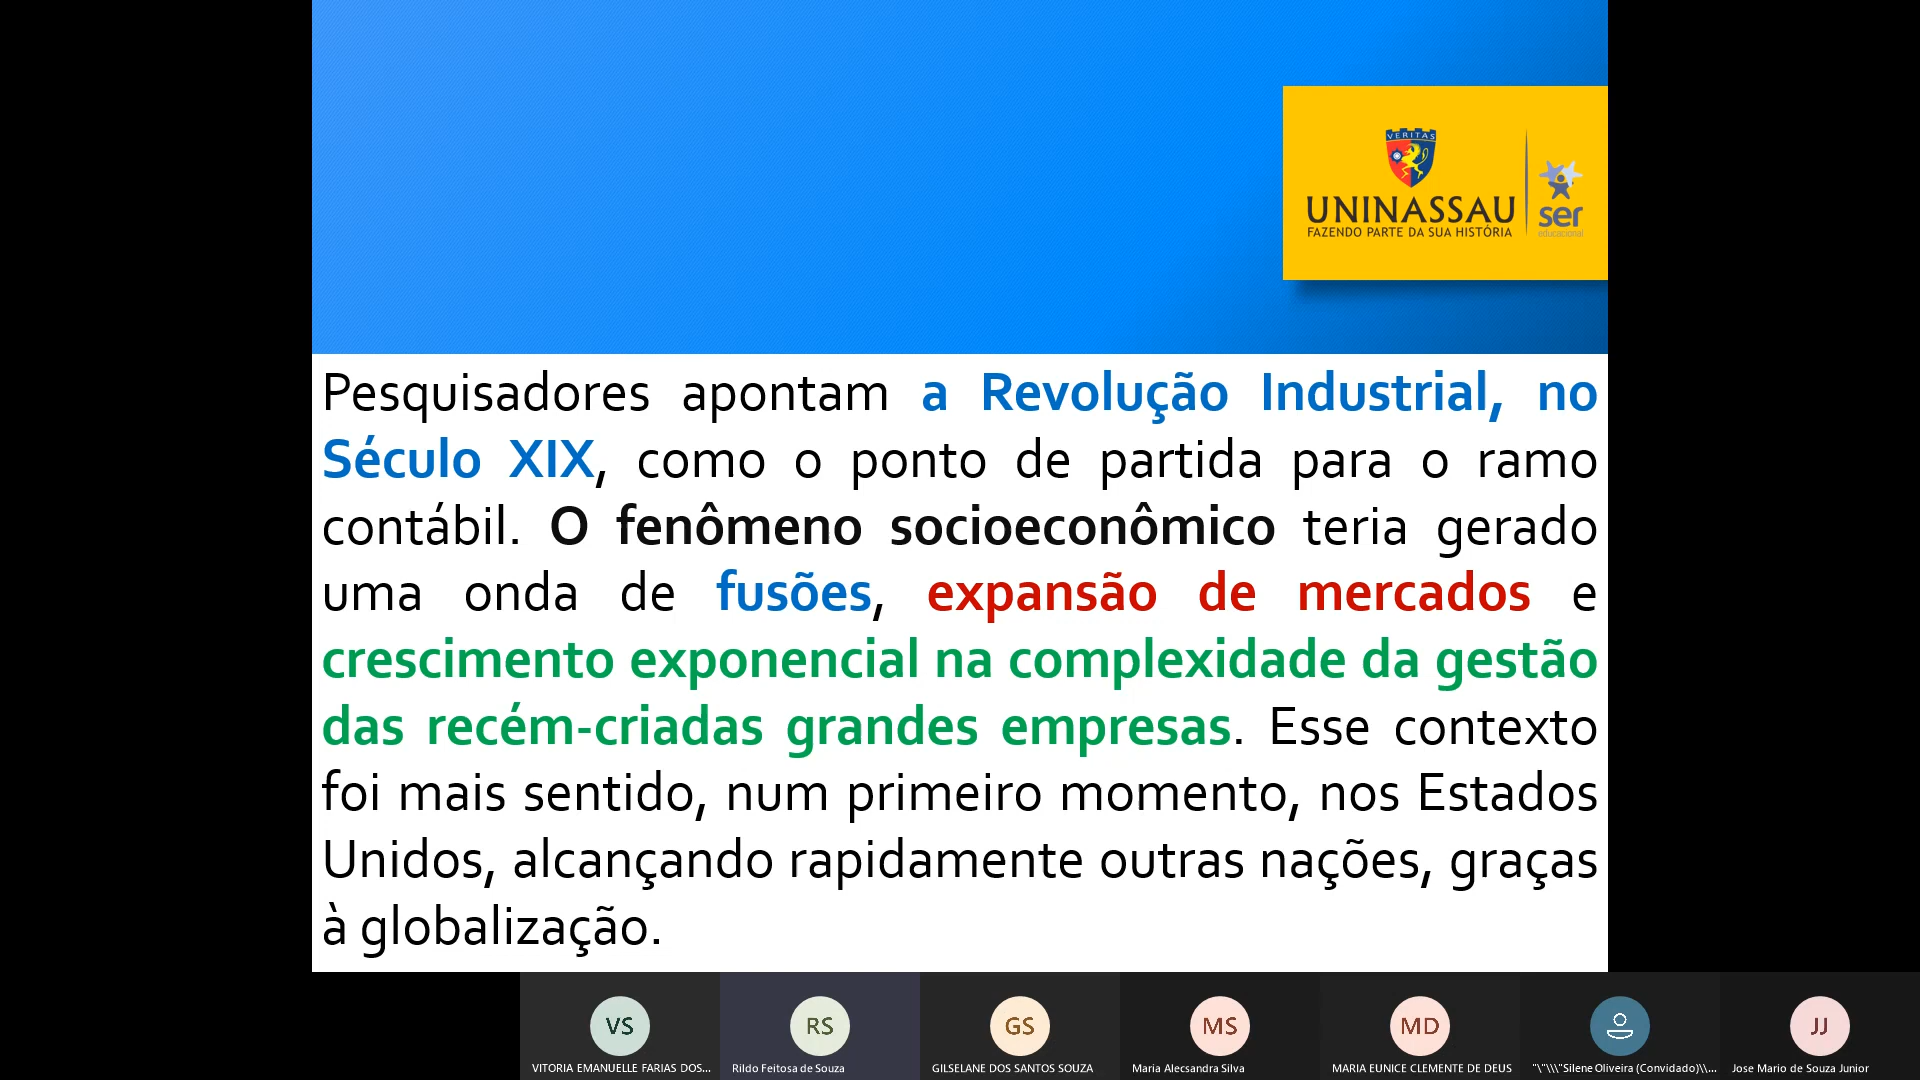 VERITAS
UNINASSAU
FAZENDO PARTE DA SUA HISTÓRIA
ser
educacional
Pesquisadores apontam a Revolução Industrial, no
Século XIX, como o ponto de partida para o ramo
contábil. O fenômeno socioeconômico teria gerado
uma onda de fusões, expansão de mercados e
crescimento exponencial na complexidade da gestão
das recém-criadas grandes empresas. Esse contexto
foi mais sentido, num primeiro momento, nos Estados
Unidos, alcançando rapidamente outras nações, graças
à globalização.
VS
RS
GS
MS
MD
JJ
VITORIA EMANUELLE FARIAS DOS...
Rildo Feitosa de Souza
GILSELANE DOS SANTOS SOUZA
Maria Alecsandra Silva
MARIA EUNICE CLEMENTE DE DEUS
"\"\\\"Silene Oliveira (Convidado)\\...
Jose Mario de Souza Junior